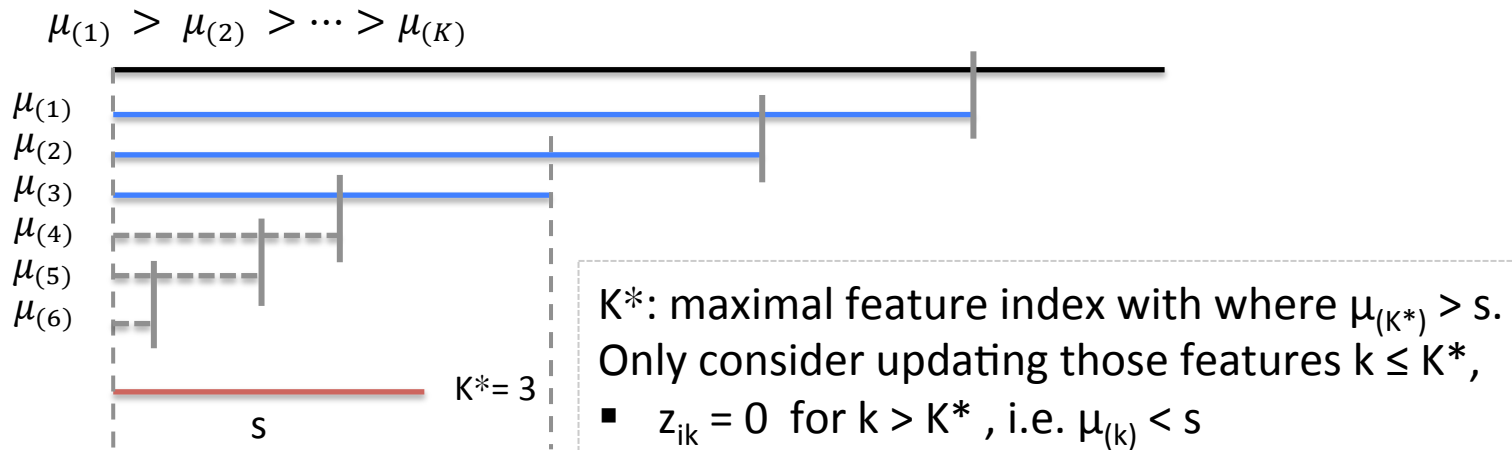 μ(1) > μ(2) > ⋯ > μ(K)
μ(1)
μ(2)
μ(3)
μ(4)
μ(5)
μ(6)
K*= 3
s
K*: maximal feature index with where μ(K*) > s.
Only consider updating those features k ≤ K*,
▪ zik = 0 for k > K* , i.e. μ(k) < s